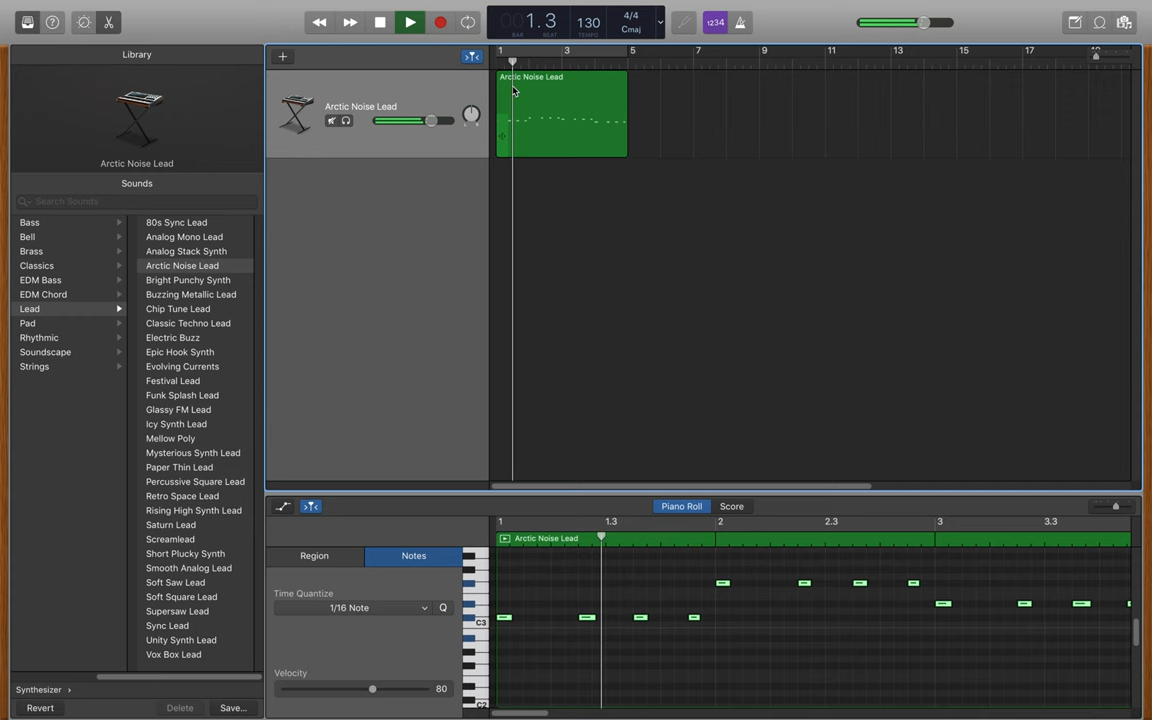 001.3
BAR
BEAT
130
TEMPO
4/4
Cmaj
1234
Library
Arctic Noise Lead
Sounds
Search Sounds
Bass
Bell
Brass
Classics
EDM Bass
EDM Chord
Lead
Pad
Rhythmic
Soundscape
Strings
80s Sync Lead
Analog Mono Lead
Analog Stack Synth
Arctic Noise Lead
Bright Punchy Synth
Buzzing Metallic Lead
Chip Tune Lead
Classic Techno Lead
Electric Buzz
Epic Hook Synth
Evolving Currents
Festival Lead
Funk Splash Lead
Glassy FM Lead
Icy Synth Lead
Mellow Poly
Mysterious Synth Lead
Paper Thin Lead
Percussive Square Lead
Retro Space Lead
Rising High Synth Lead
Saturn Lead
Screamlead
Short Plucky Synth
Smooth Analog Lead
Soft Saw Lead
Soft Square Lead
Supersaw Lead
Sync Lead
Unity Synth Lead
Vox Box Lead
Synthesizer
Revert
Delete
Save...
1 3 5 7 9 11 13 15 17
Arctic Noise Lead
L R
Arctic Noise Lead
Piano Roll
Score
1 1.3 2 2.3 3 3.3
Arctic Noise Lead
Region
Notes
Time Quantize
1/16 Note
Q
Velocity
80
C3
C2